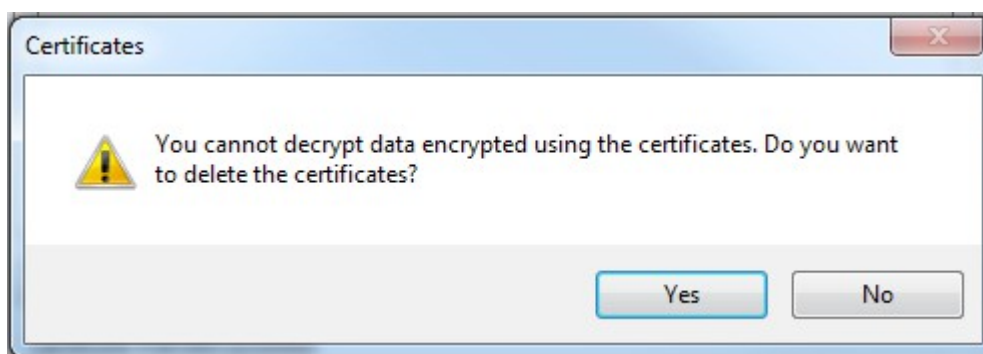 Certificates
You cannot decrypt data encrypted using the certificates. Do you want
to delete the certificates?
Yes No